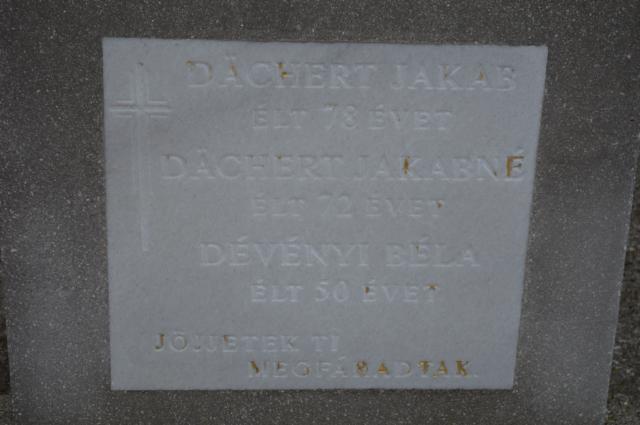 DÄCHERT JAKAB
ÉLT 78 ÉVET
DÄCHERT JAKABNÉ
ÉLT 72 ÉVET
DÉVÉNYI BÉLA
ÉLT 50 ÉVET
JÖJJETEK TI
MEGFÁRADTAK